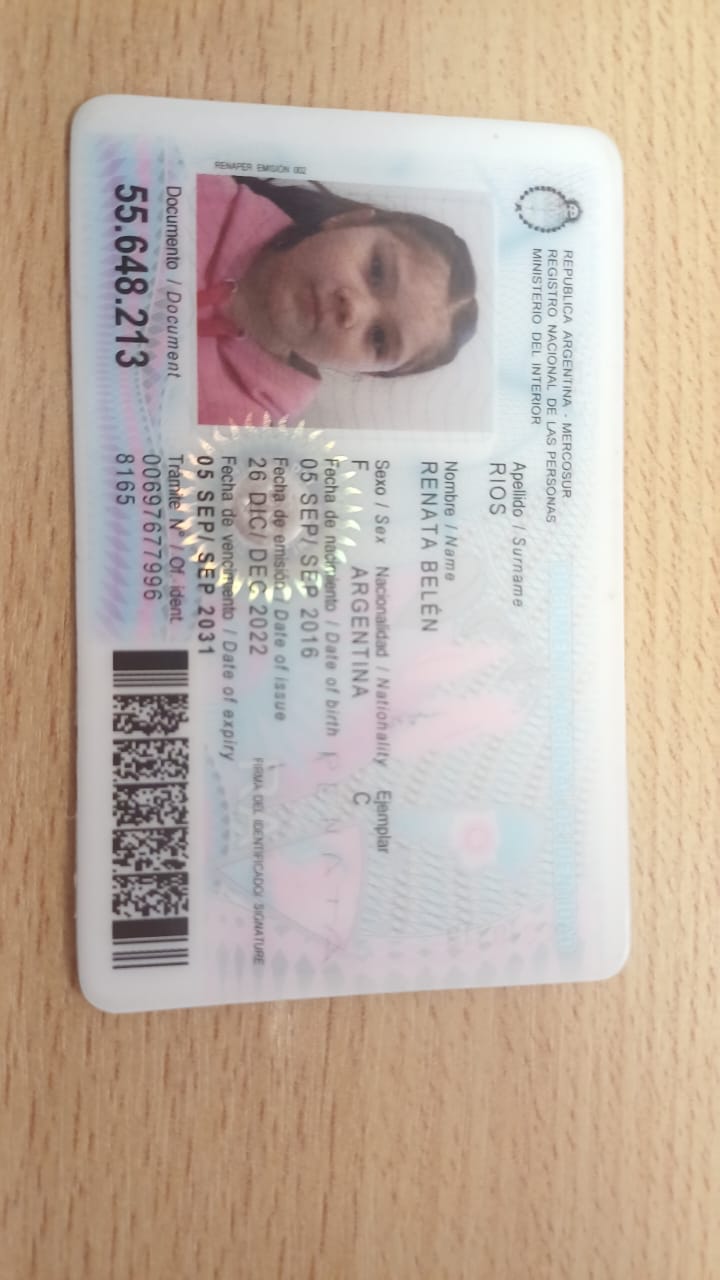 REPUBLICA ARGENTINA - MERCOSUR
REGISTRO NACIONAL DE LAS PERSONAS
MINISTERIO DEL INTERIOR
Apellido / Surname
RIOS
Nombre / Name
RENATA BELÉN
Sexo / Sex Nacionalidad / Nationality Ejemplar
F ARGENTINA C
Fecha de nacimiento / Date of birth
05 SEP/ SEP 2016
Fecha de emisión / Date of issue
26 DIC/ DEC 2022
Fecha de vencimiento / Date of expiry
05 SEP/ SEP 2031
RENATA
FIRMA DEL IDENTIFICADO/ SIGNATURE
RENAPER EMISIÓN 002
Documento / Document
55.648.213
Trámite Nº / Of. ident.
00697677996
8165